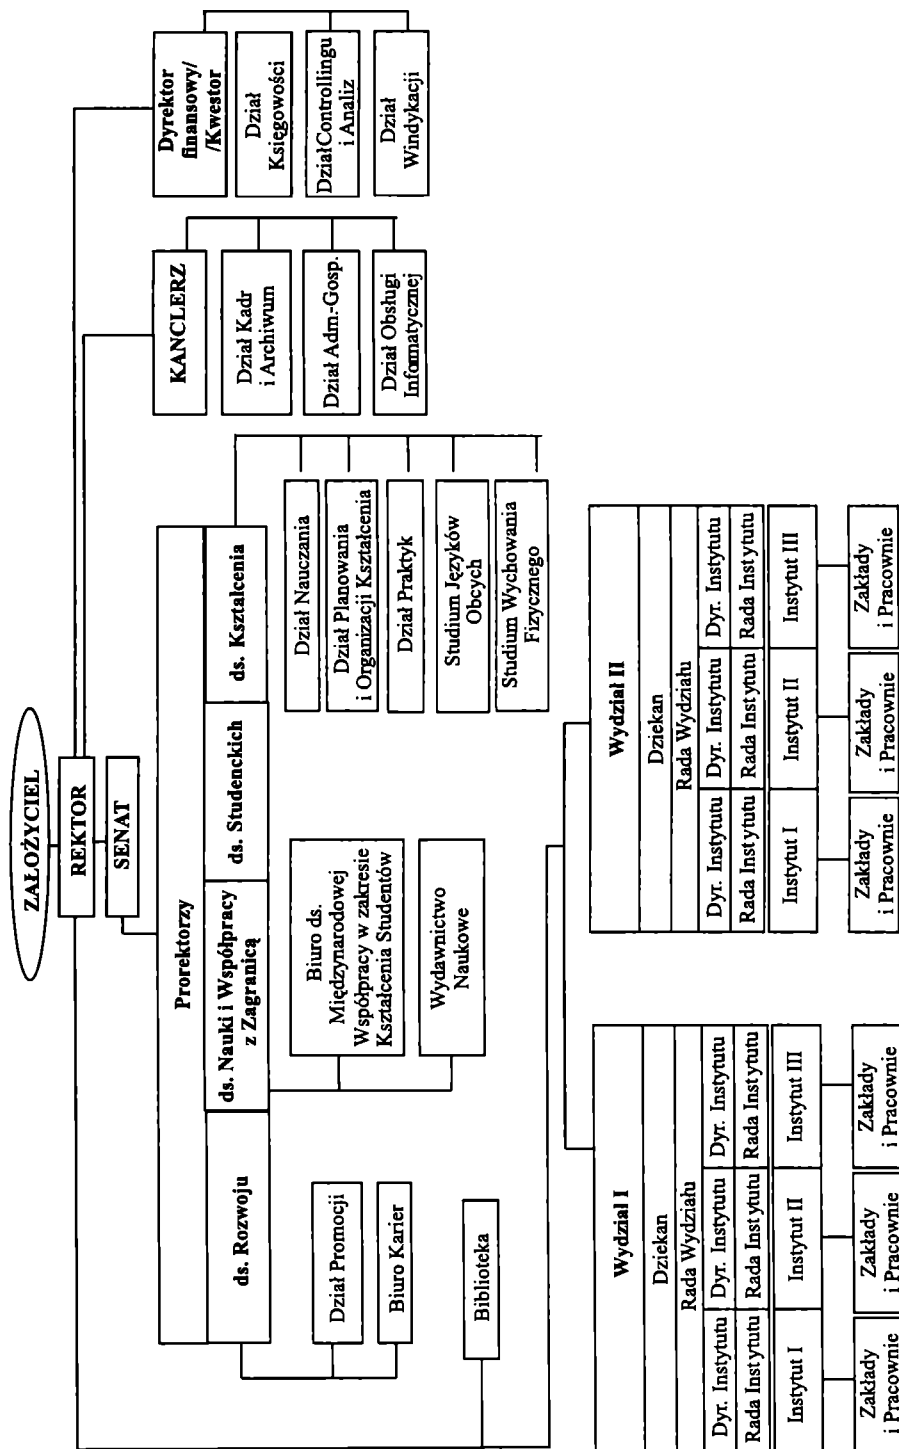 ZAŁOŻYCIEL
REKTOR
SENAT
Prorektorzy
ds. Rozwoju
ds. Nauki i Współpracy
z Zagranicą
ds. Studenckich
ds. Kształcenia
KANCLERZ
Dyrektor
finansowy/
/Kwestor
Dział Promocji
Biuro Karier
Biblioteka
Biuro ds.
Międzynarodowej
Współpracy w zakresie
Kształcenia Studentów
Wydawnictwo
Naukowe
Dział Nauczania
Dział Planowania
i Organizacji Kształcenia
Dział Praktyk
Studium Języków
Obcych
Studium Wychowania
Fizycznego
Dział Kadr
i Archiwum
Dział Adm.-Gosp.
Dział Obsługi
Informatycznej
Dział
Księgowości
DziałControllingu
i Analiz
Dział
Windykacji
Wydział I
Dziekan
Rada Wydziału
Dyr. Instytutu
Dyr. Instytutu
Dyr. Instytutu
Rada Instytutu
Rada Instytutu
Rada Instytutu
Instytut I
Instytut II
Instytut III
Zakłady
i Pracownie
Zakłady
i Pracownie
Zakłady
i Pracownie
Wydział II
Dziekan
Rada Wydziału
Dyr. Instytutu
Dyr. Instytutu
Dyr. Instytutu
Rada Instytutu
Rada Instytutu
Rada Instytutu
Instytut I
Instytut II
Instytut III
Zakłady
i Pracownie
Zakłady
i Pracownie
Zakłady
i Pracownie